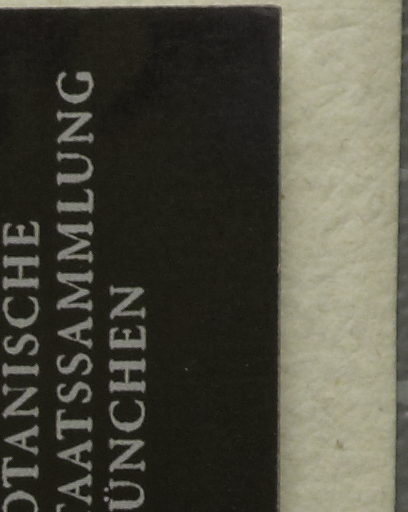 OTANISCHE
TAATSSAMMLUNG
ÜNCHEN